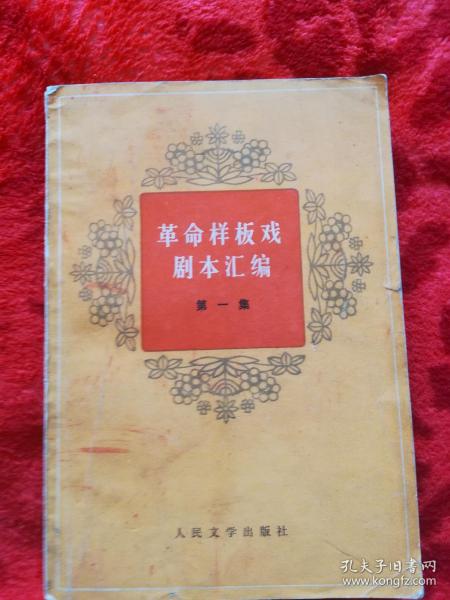 革命样板戏
剧本汇编
第一集
人民文学出版社
孔夫子旧书网
www.kongfz.com